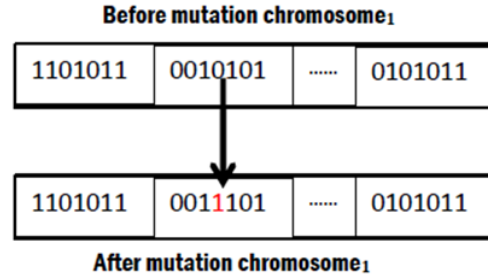 Before mutation chromosome₁
1101011 0010101 ...... 0101011
1101011 0011101 ...... 0101011
After mutation chromosome₁